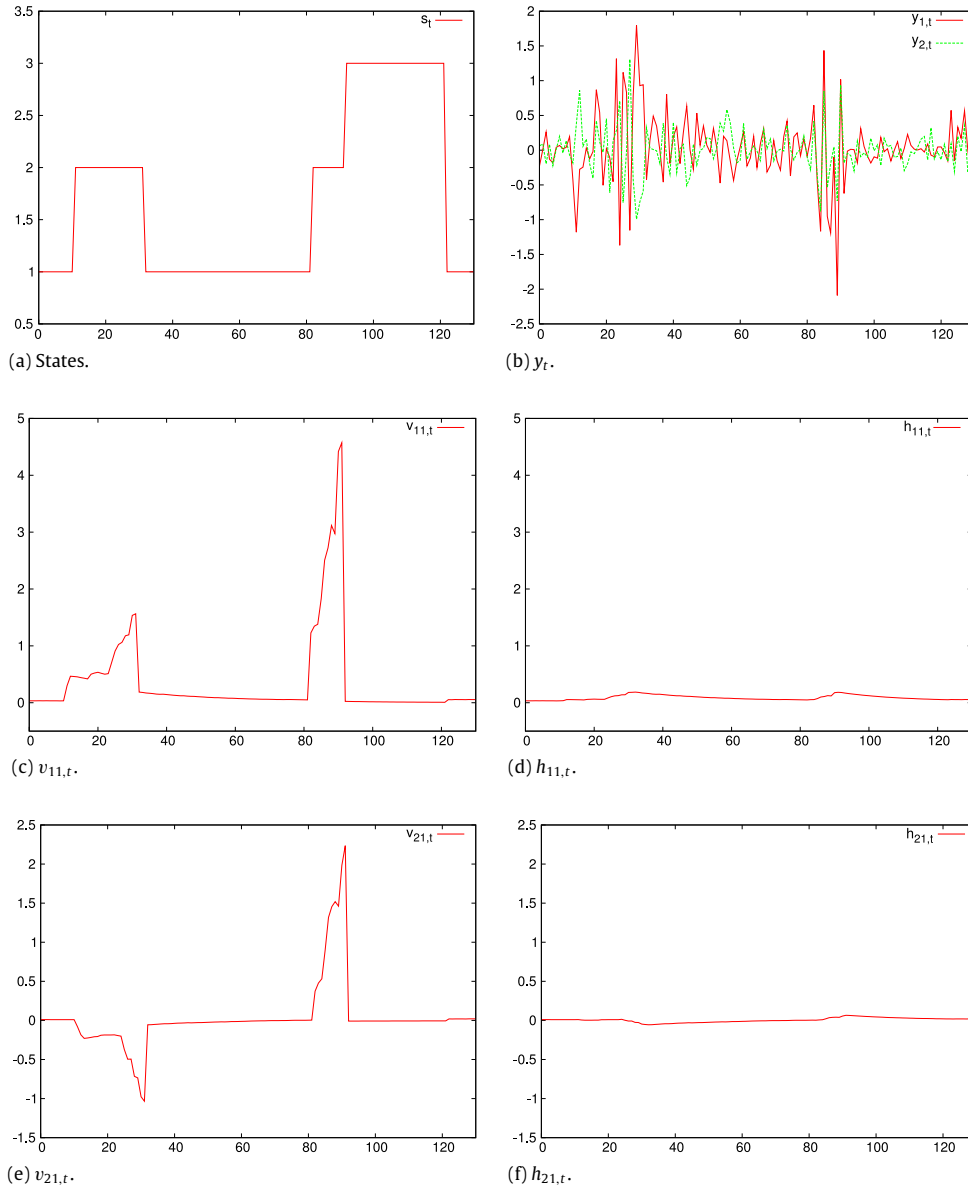 s_t
3.5
3
2.5
2
1.5
1
0.5
0 20 40 60 80 100 120
(a) States.
y_{1,t}
y_{2,t}
2
1.5
1
0.5
0
-0.5
-1
-1.5
-2
-2.5
0 20 40 60 80 100 120
(b) y_t.
v_{11,t}
5
4
3
2
1
0
0 20 40 60 80 100 120
(c) v_{11,t}.
h_{11,t}
5
4
3
2
1
0
0 20 40 60 80 100 120
(d) h_{11,t}.
v_{21,t}
2.5
2
1.5
1
0.5
0
-0.5
-1
-1.5
0 20 40 60 80 100 120
(e) v_{21,t}.
h_{21,t}
2.5
2
1.5
1
0.5
0
-0.5
-1
-1.5
0 20 40 60 80 100 120
(f) h_{21,t}.